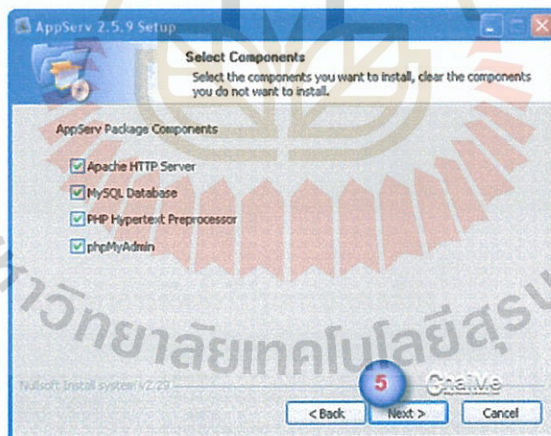 AppServ 2.5.9 Setup
Select Components
Select the components you want to install, clear the components
you do not want to install.
AppServ Package Components
Apache HTTP Server
MySQL Database
PHP Hypertext Preprocessor
phpMyAdmin
วิทยาลัยเทคโนโลยีสุร
Nullsoft Install system v2.29
5
ChaiMe
< Back
Next >
Cancel